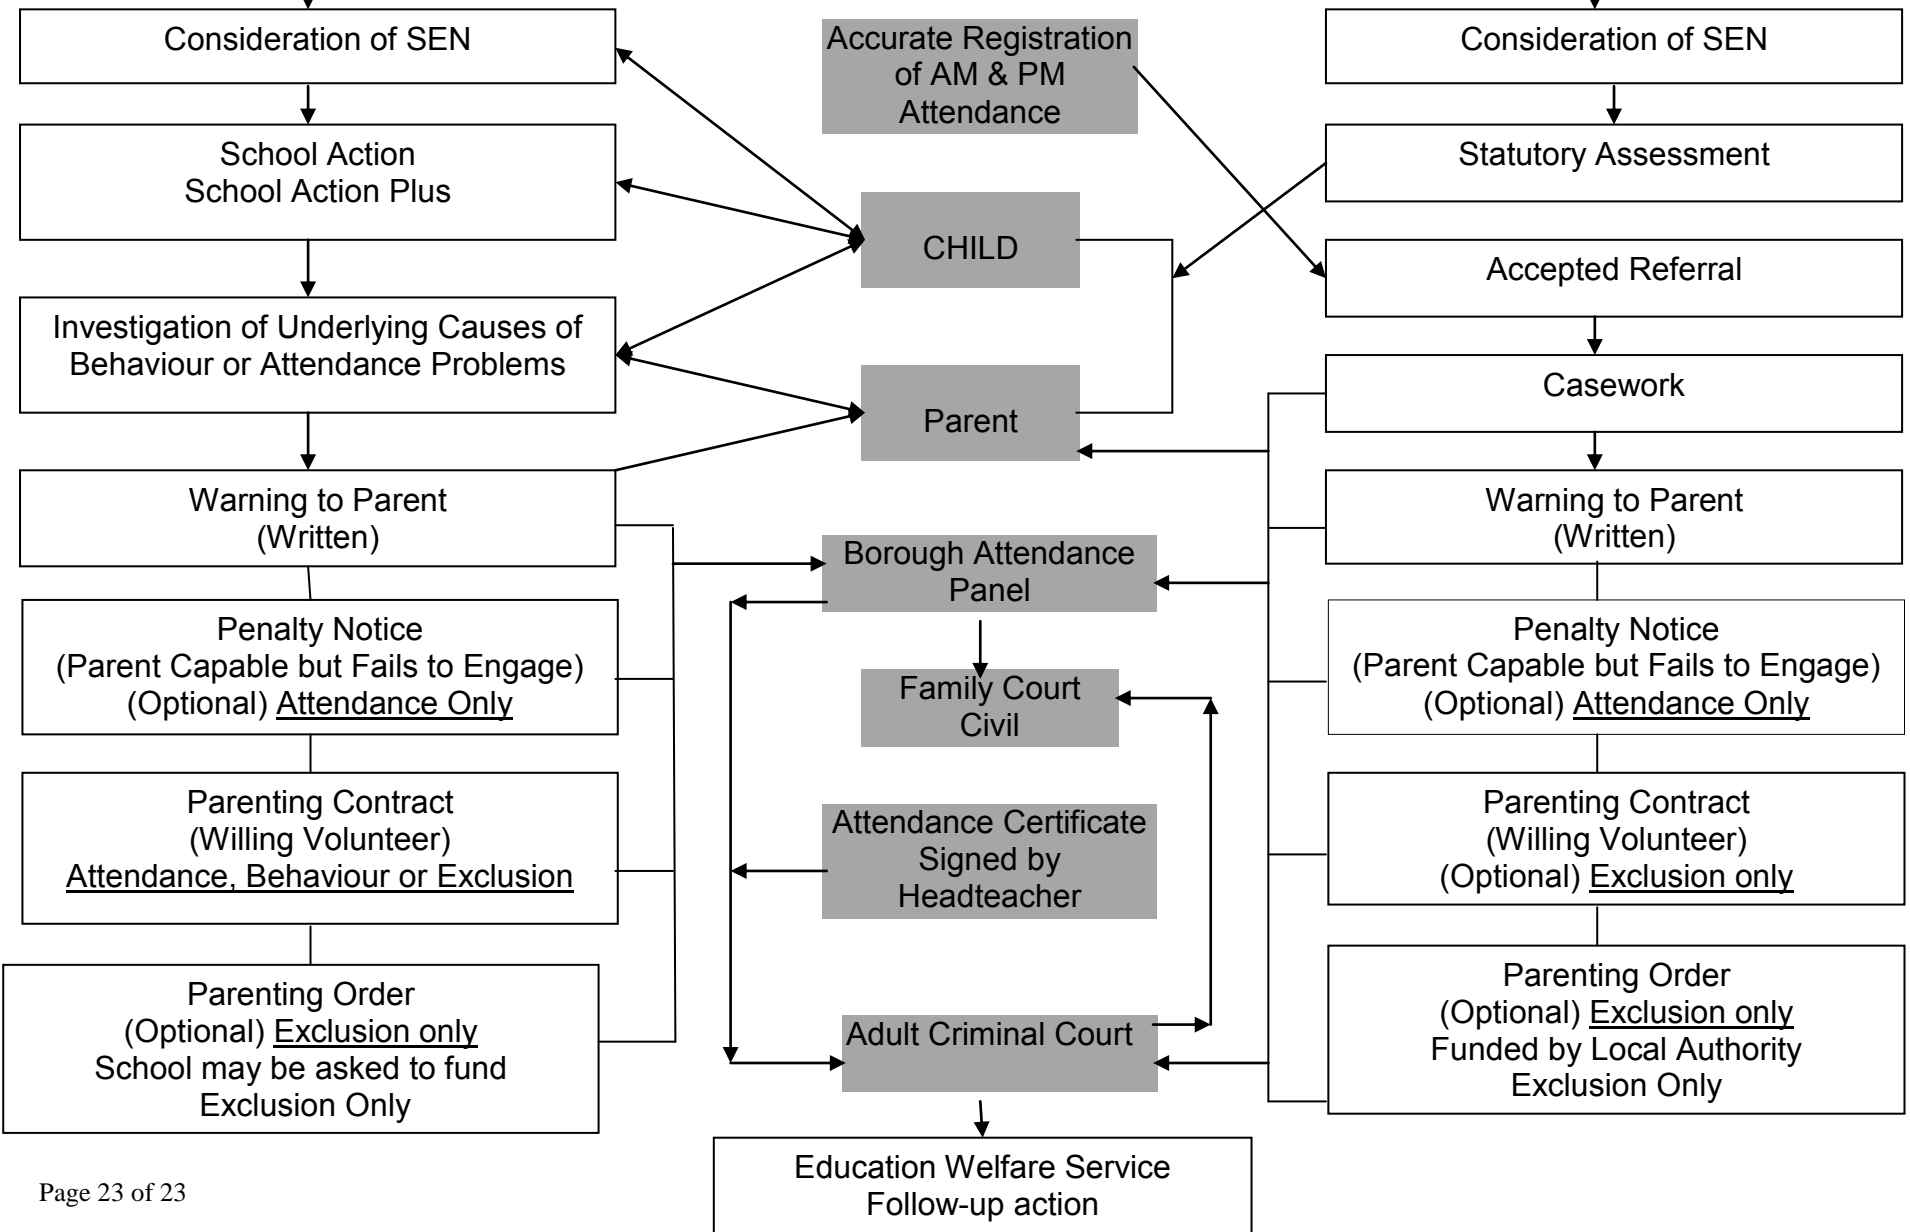 Consideration of SEN
School Action
School Action Plus
Investigation of Underlying Causes of
Behaviour or Attendance Problems
Warning to Parent
(Written)
Penalty Notice
(Parent Capable but Fails to Engage)
(Optional) Attendance Only
Parenting Contract
(Willing Volunteer)
Attendance, Behaviour or Exclusion
Parenting Order
(Optional) Exclusion only
School may be asked to fund
Exclusion Only
Accurate Registration
of AM & PM
Attendance
CHILD
Parent
Borough Attendance
Panel
Family Court
Civil
Attendance Certificate
Signed by
Headteacher
Adult Criminal Court
Education Welfare Service
Follow-up action
Consideration of SEN
Statutory Assessment
Accepted Referral
Casework
Warning to Parent
(Written)
Penalty Notice
(Parent Capable but Fails to Engage)
(Optional) Attendance Only
Parenting Contract
(Willing Volunteer)
(Optional) Exclusion only
Parenting Order
(Optional) Exclusion only
Funded by Local Authority
Exclusion Only
Page 23 of 23